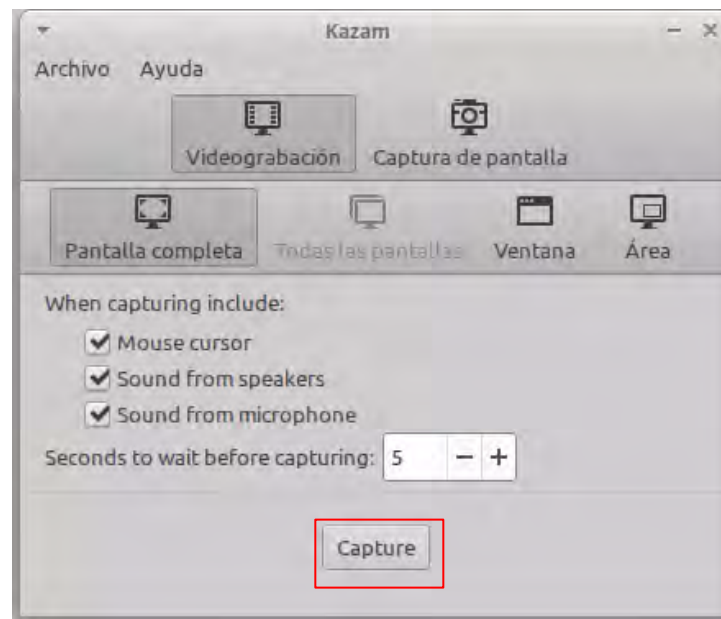 Kazam
Archivo Ayuda
Videograbación Captura de pantalla
Pantalla completa Todas las pantallas Ventana Área
When capturing include:
Mouse cursor
Sound from speakers
Sound from microphone
Seconds to wait before capturing: 5 − +
Capture